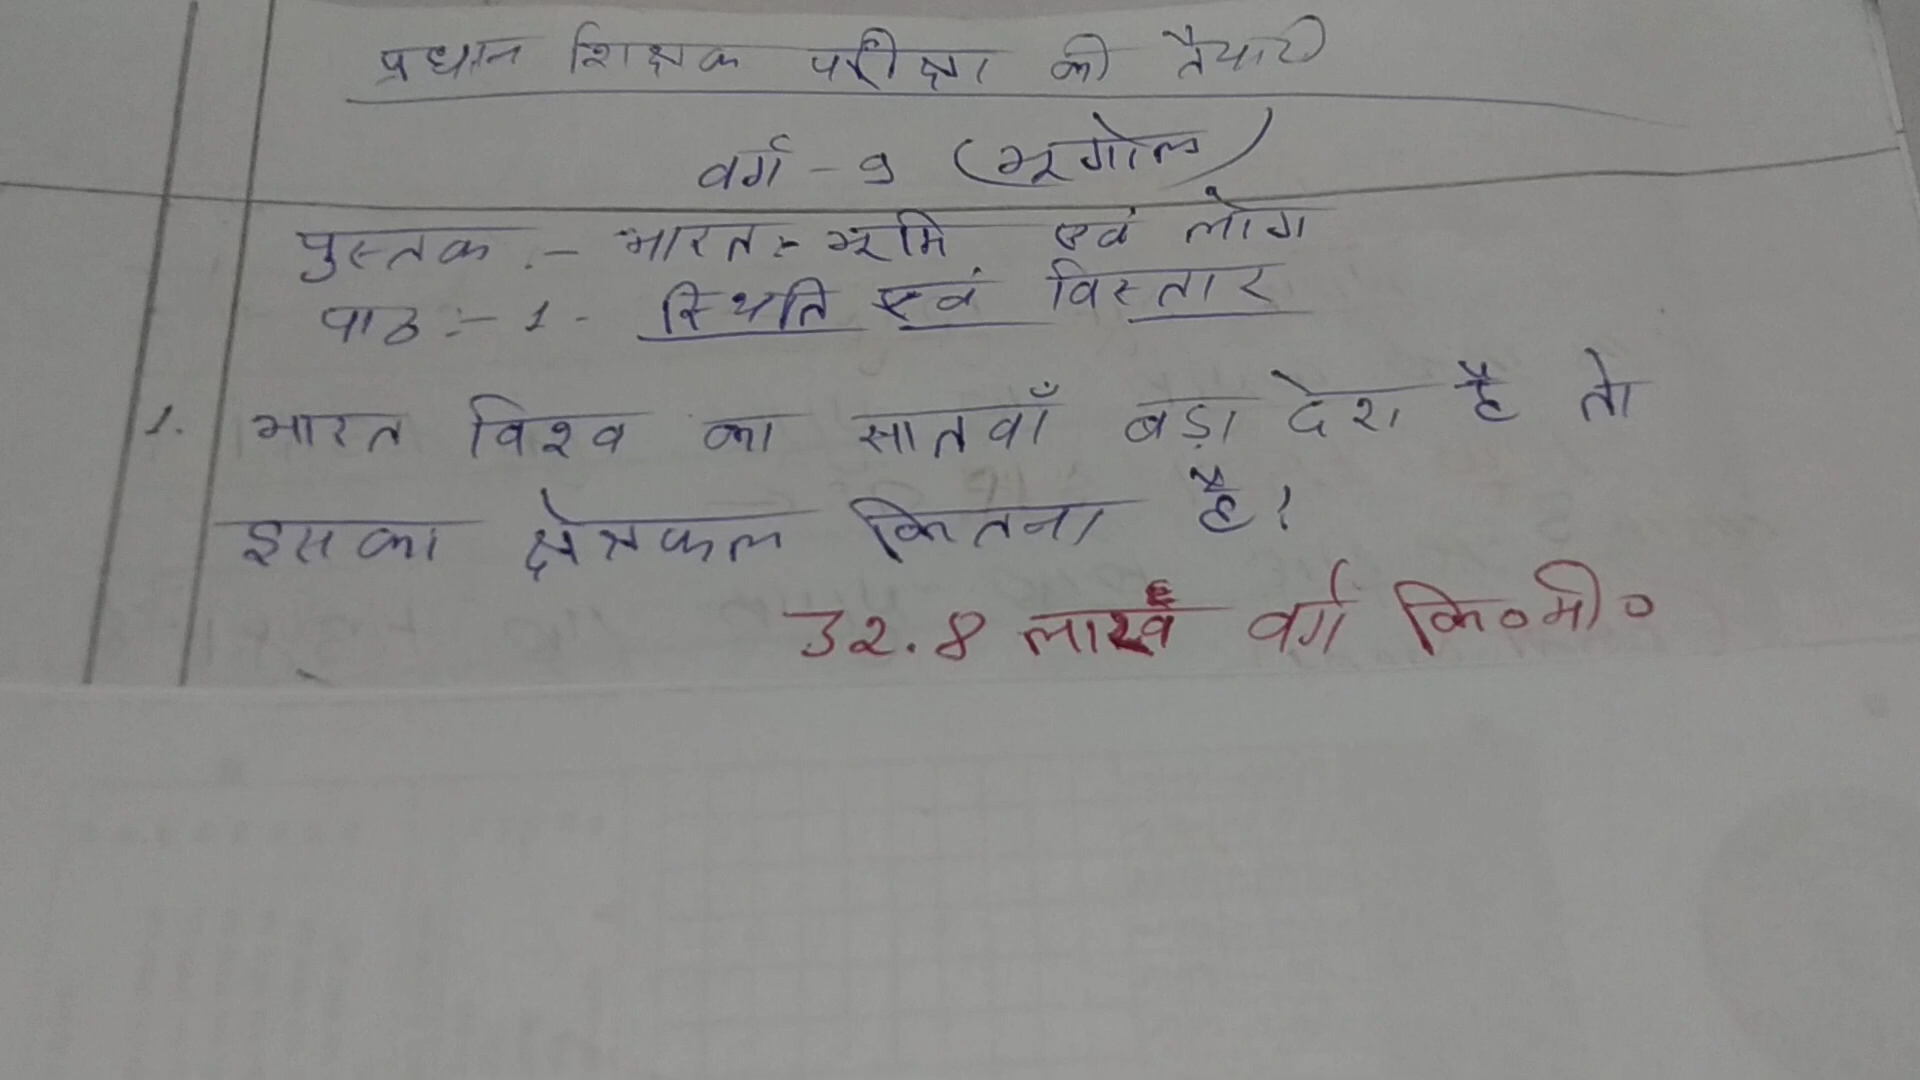 प्रधान शिक्षक परीक्षा की तैयारी
वर्ग - 9 (भूगोल)
पुस्तक :- भारत :- भूमि एवं लोग
पाठ :- 1 - स्थिति एवं विस्तार
1. भारत विश्व का सातवाँ बड़ा देश है तो
इसका क्षेत्रफल कितना है?
32.8 लाख वर्ग कि०मी०